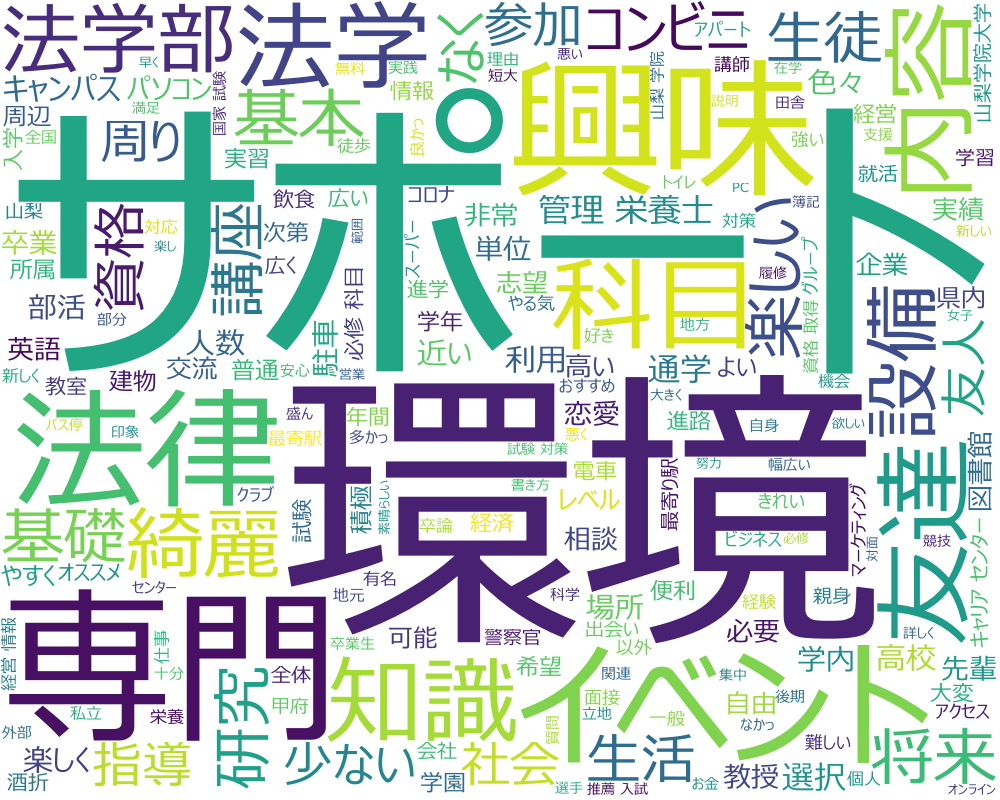 法学部
法学
参加
コンビニ
生徒
内容
山梨学院大学
早く
無料
実践
悪い
理由
短大
アパート
講師
山梨 学院
在学
色々
キャンパス
パソコン
国家 試験
情報
なく
周辺
満足
基本
良かっ
興味
説明
田舎
経営
支援
入学
全国
周り
実習
徒歩
サポート
強い
就活
学習
山梨
対応
飲食
広い
コロナ
トイレ
PC
簿記
実績
新しい
卒業
楽し
資格
講座
次第
範囲
スーパー
非常
管理 栄養士
対策
楽しい
所属
広く
単位
志望
履修
資格 取得
グループ
企業
部活
部分
駐車
必修 科目
進学
やる気
科目
地方
設備
県内
女子
英語
人数
学年
好き
友人
新しく
教室
建物
交流
普通
安心
営業
近い
利用
高い
通学
よい
機会
法律
バス停
印象
盛ん
年間
環境
おすすめ
恋愛
進路
大きく
自身
欲しい
友達
図書館
最寄駅
多かっ
試験 対策
悪く
電車
最寄り駅
努力
幅広い
クラブ
試験
積極
素晴らしい
書き方
レベル
きれい
マーケティング
基礎
綺麗
卒論
経済
相談
ビジネス
必修
対面
競技
キャリア センター
やすく
オススメ
センター
有名
地元
科学
便利
経験
親身
専門
場所
出会い
経営 情報
仕事
十分
研究
卒業生
全体
可能
警察官
以外
必要
詳しく
知識
希望
イベント
関連
集中
学内
高校
先輩
私立
栄養
甲府
面接
立地
自由
後期
大変
アクセス
外部
質問
一般
なかっ
難しい
楽しく
指導
少ない
会社
社会
生活
将来
酒折
学園
選手
推薦 入試
お金
教授
選択
個人
オンライン